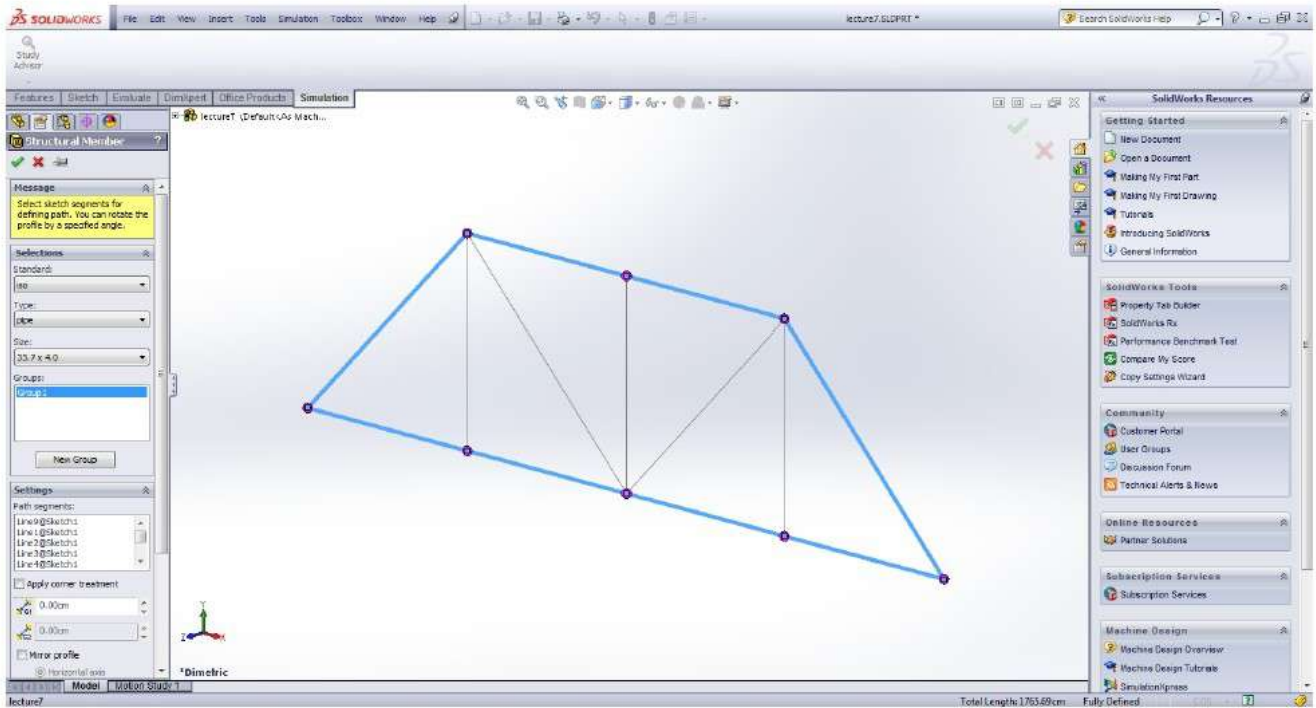 SOLIDWORKS
File Edit View Insert Tools Simulation Toolbox Window Help
lecture7.SLDPRT *
Search SolidWorks Help
Study
Advisor
Features Sketch Evaluate DimXpert Office Products Simulation
lecture7 (Default<As Mach...
Structural Member ?
Message
Select sketch segments for
defining path. You can rotate the
profile by a specified angle.
Selections
Standard:
iso
Type:
pipe
Size:
33.7 x 4.0
Groups:
Group1
New Group
Settings
Path segments:
Line9@Sketch1
Line1@Sketch1
Line2@Sketch1
Line3@Sketch1
Line4@Sketch1
Apply corner treatment
0.00cm
0.00cm
Mirror profile
Horizontal axis
Y
Z
X
*Dimetric
Model Motion Study 1
lecture7
Total Length: 1763.69cm Fully Defined
SolidWorks Resources
Getting Started
New Document
Open a Document
Making My First Part
Making My First Drawing
Tutorials
Introducing SolidWorks
General Information
SolidWorks Tools
Property Tab Builder
SolidWorks Rx
Performance Benchmark Test
Compare My Score
Copy Settings Wizard
Community
Customer Portal
User Groups
Discussion Forum
Technical Alerts & News
Online Resources
Partner Solutions
Subscription Services
Subscription Services
Machine Design
Machine Design Overview
Machine Design Tutorials
SimulationXpress